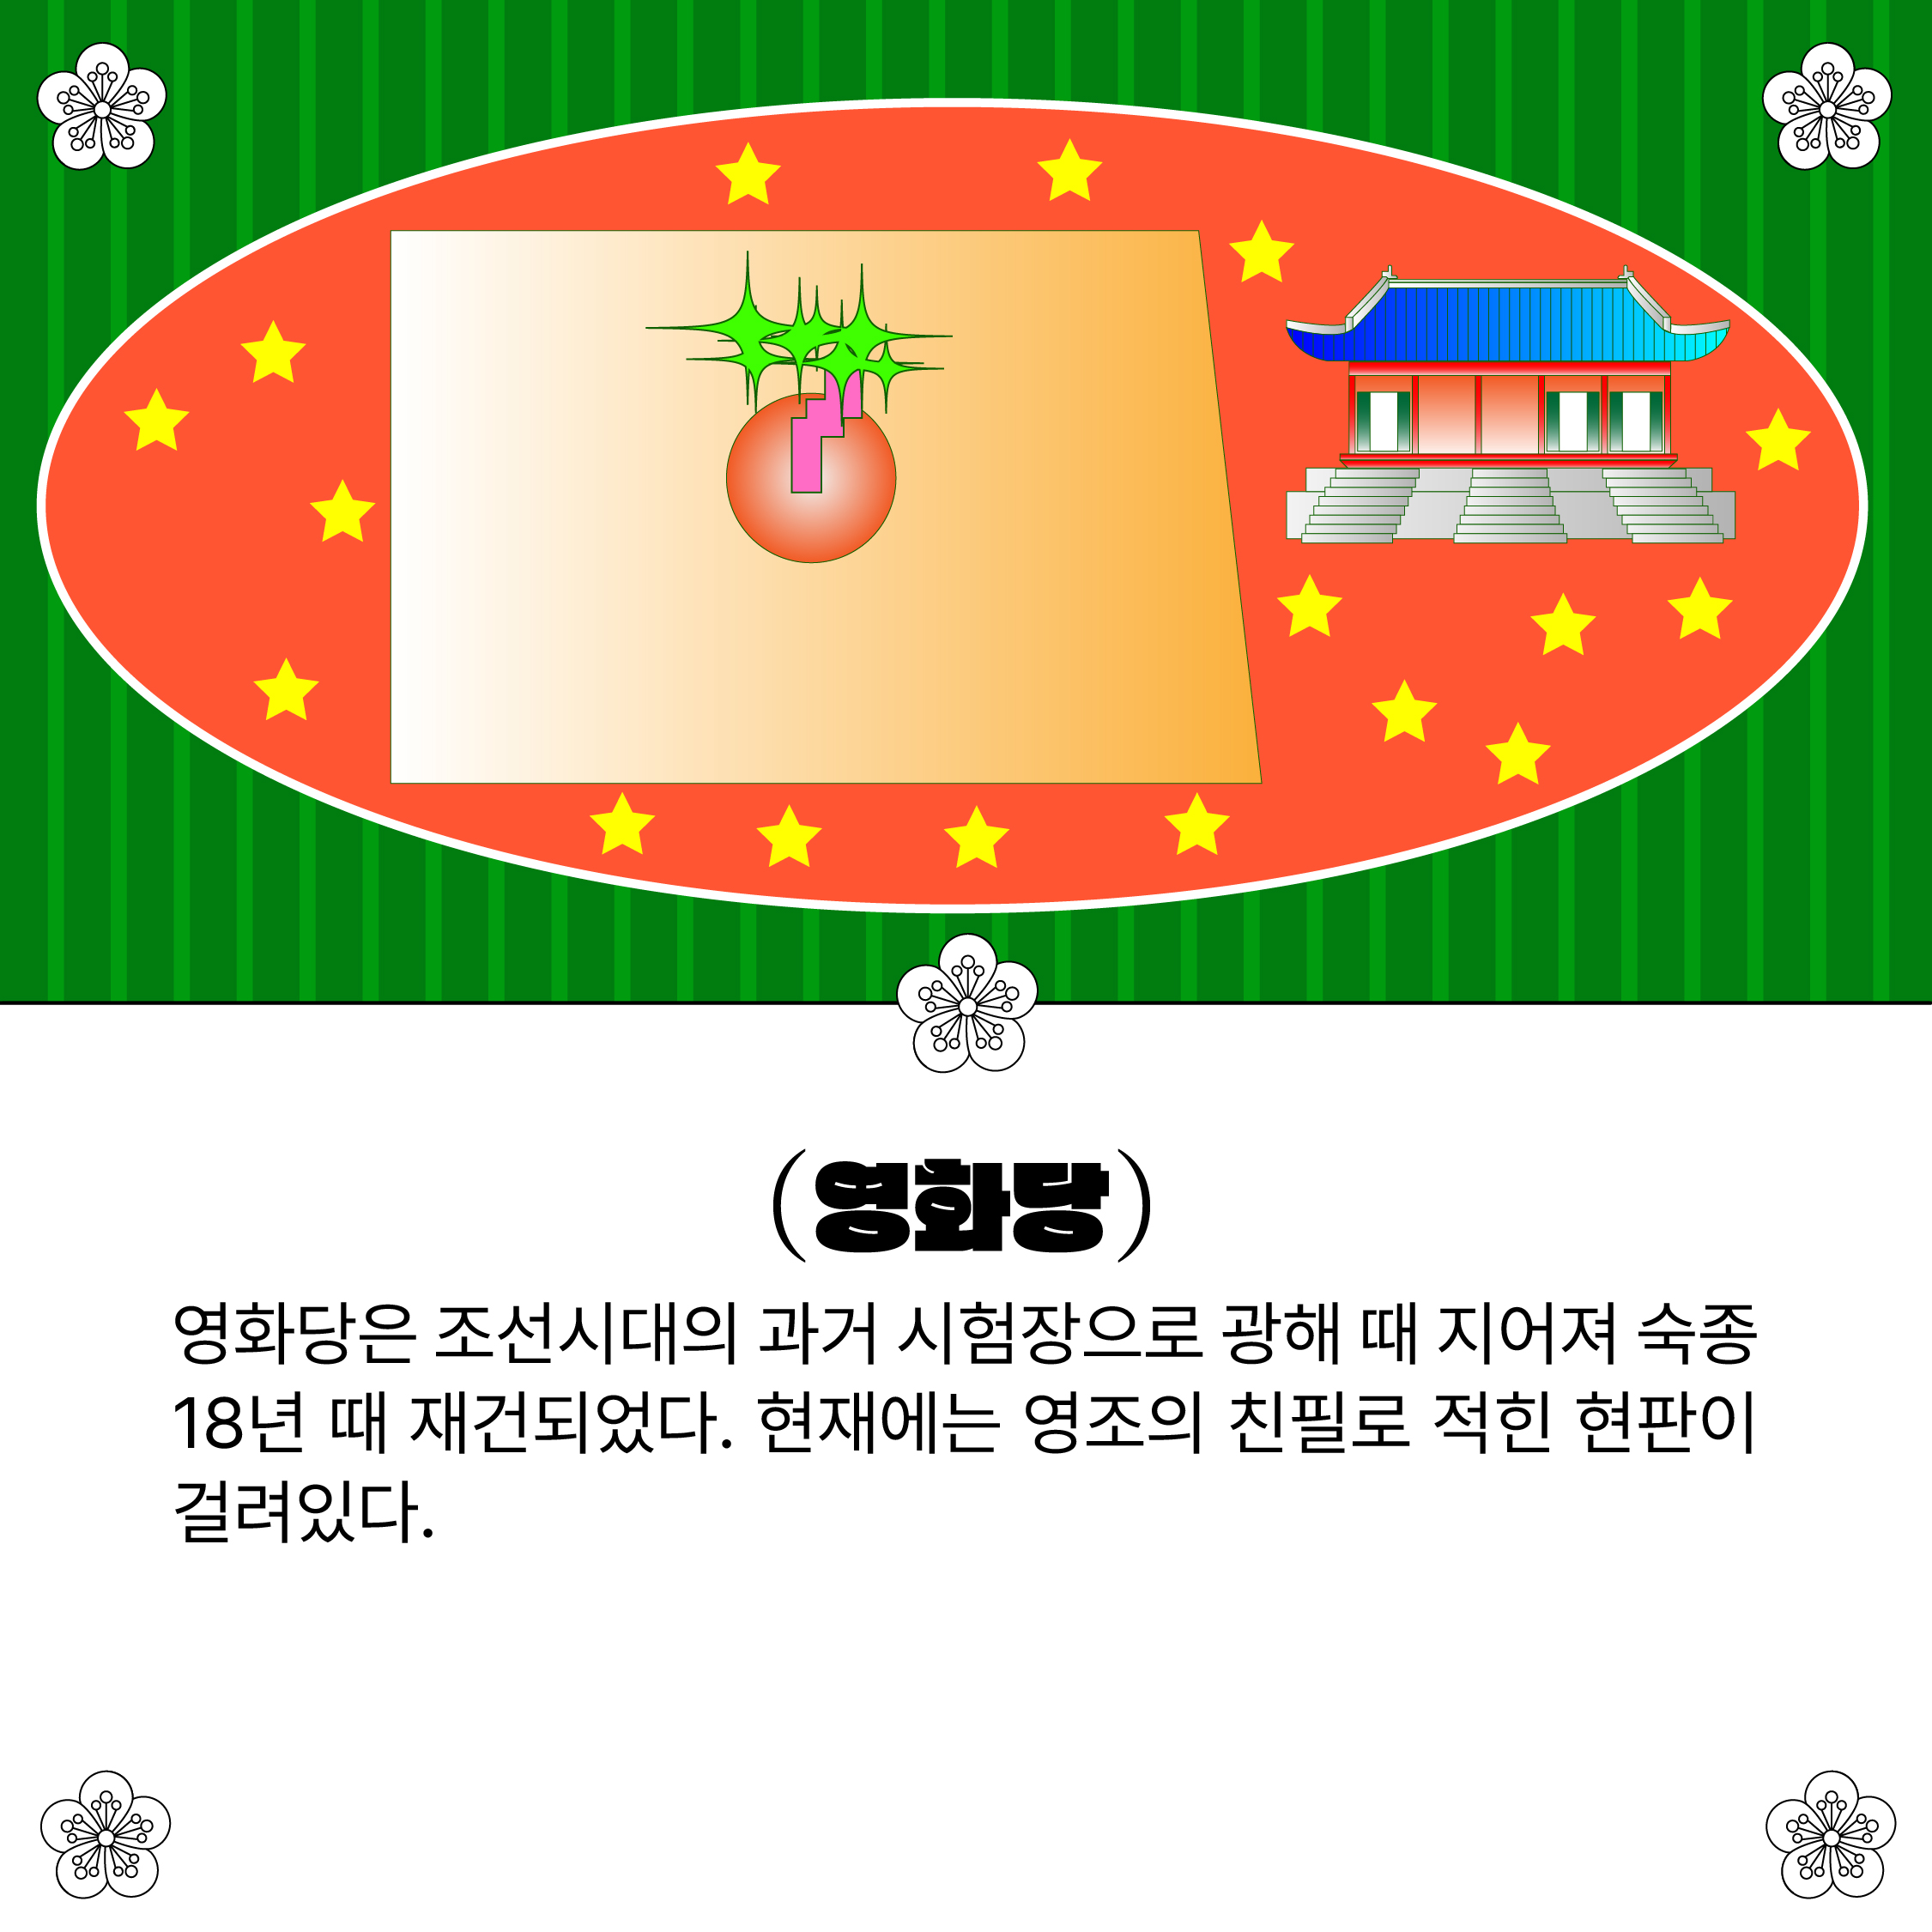 (영화당)
영화당은 조선시대의 과거 시험장으로 광해 때 지어져 숙종
18년 때 재건되었다. 현재에는 영조의 친필로 적힌 현판이
걸려있다.